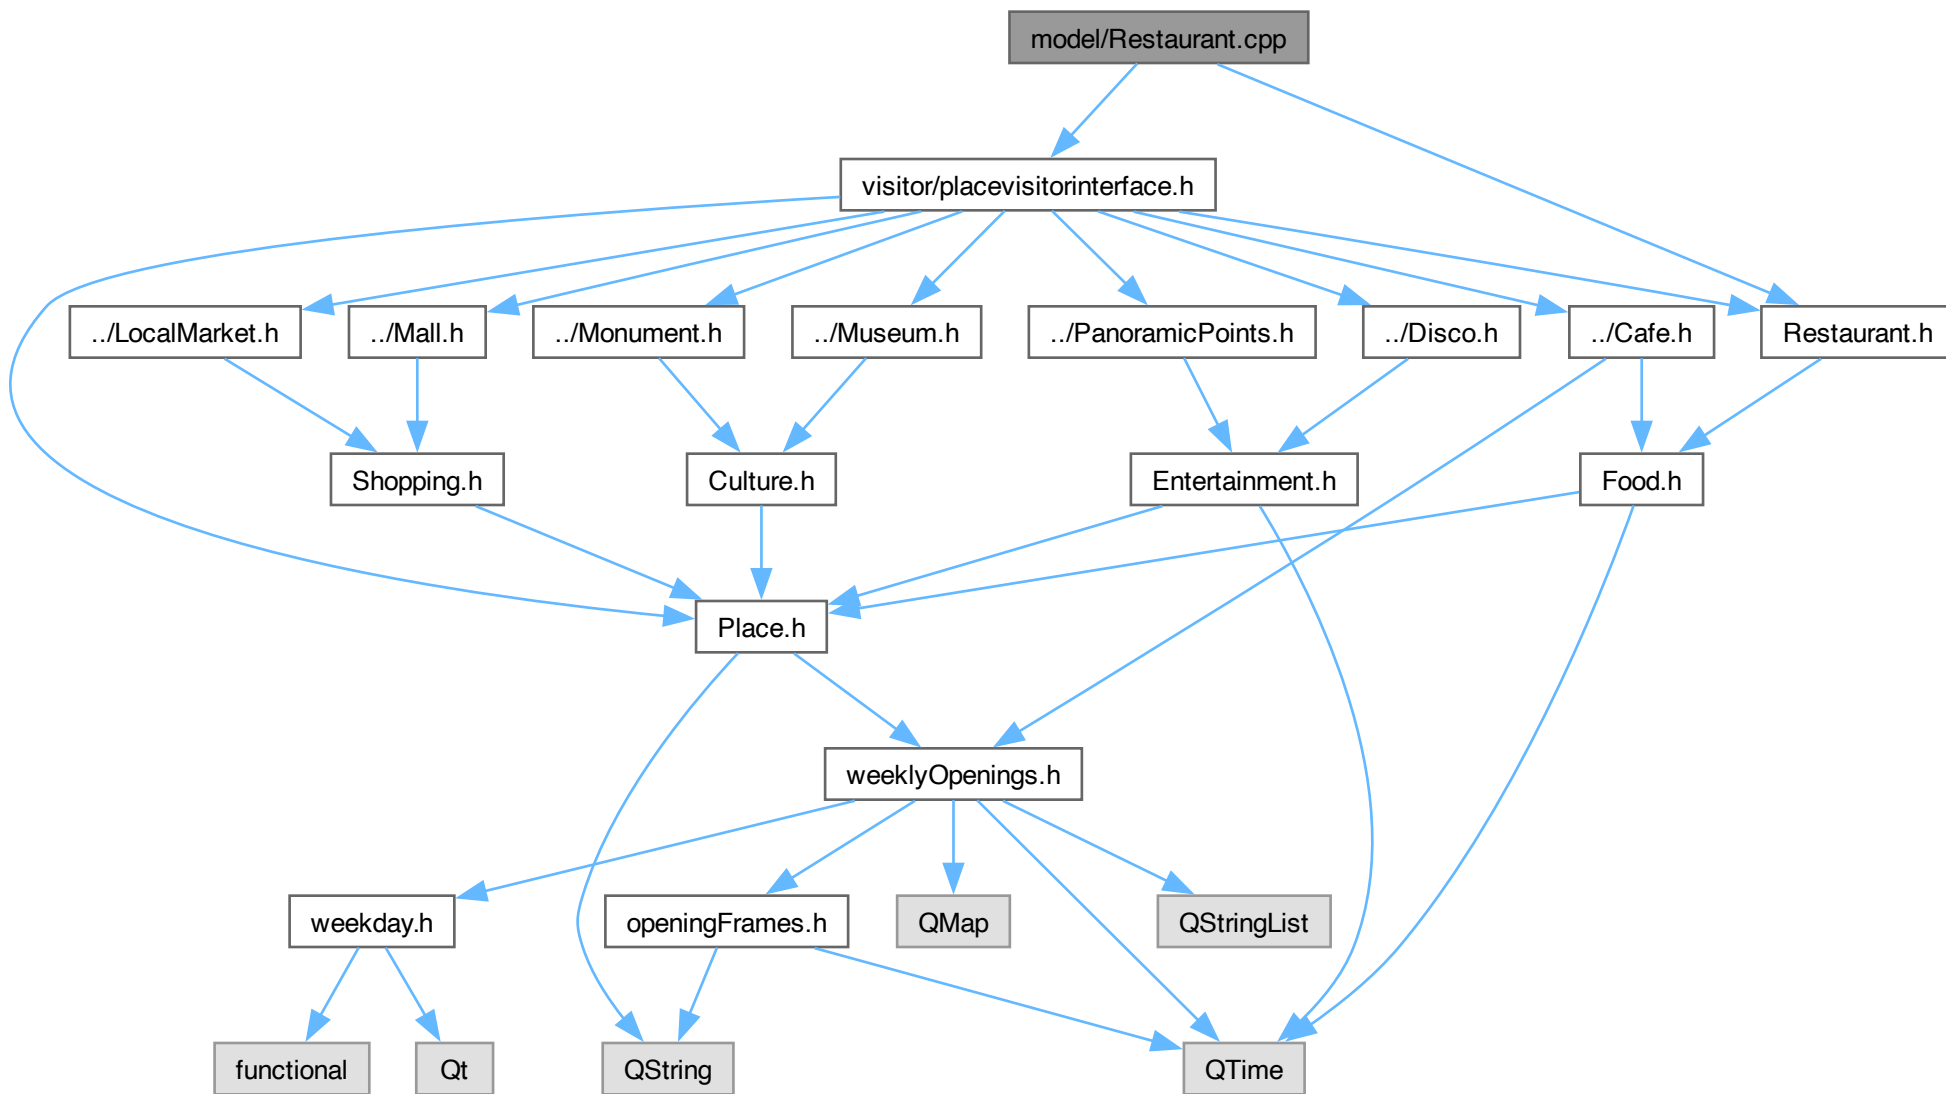 model/Restaurant.cpp
visitor/placevisitorinterface.h
../LocalMarket.h
../Mall.h
../Monument.h
../Museum.h
../PanoramicPoints.h
../Disco.h
../Cafe.h
Restaurant.h
Shopping.h
Culture.h
Entertainment.h
Food.h
Place.h
weeklyOpenings.h
weekday.h
openingFrames.h
QMap
QStringList
functional
Qt
QString
QTime